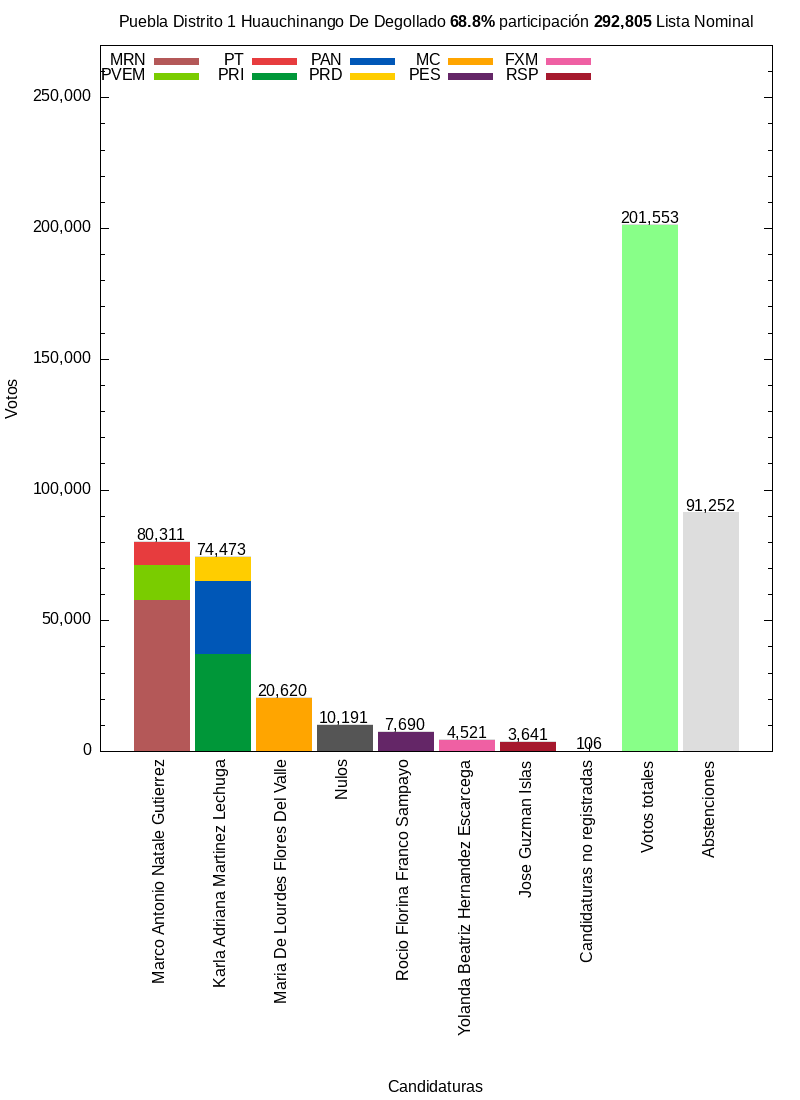 Puebla Distrito 1 Huauchinango De Degollado 68.8% participación 292,805 Lista Nominal
MRN PT PAN MC FXM
PVEM PRI PRD PES RSP
250,000
200,000
150,000
100,000
50,000
0
Votos
80,311
74,473
20,620
10,191
7,690
4,521
3,641
106
201,553
91,252
Marco Antonio Natale Gutierrez
Karla Adriana Martinez Lechuga
Maria De Lourdes Flores Del Valle
Nulos
Rocio Florina Franco Sampayo
Yolanda Beatriz Hernandez Escarcega
Jose Guzman Islas
Candidaturas no registradas
Votos totales
Abstenciones
Candidaturas